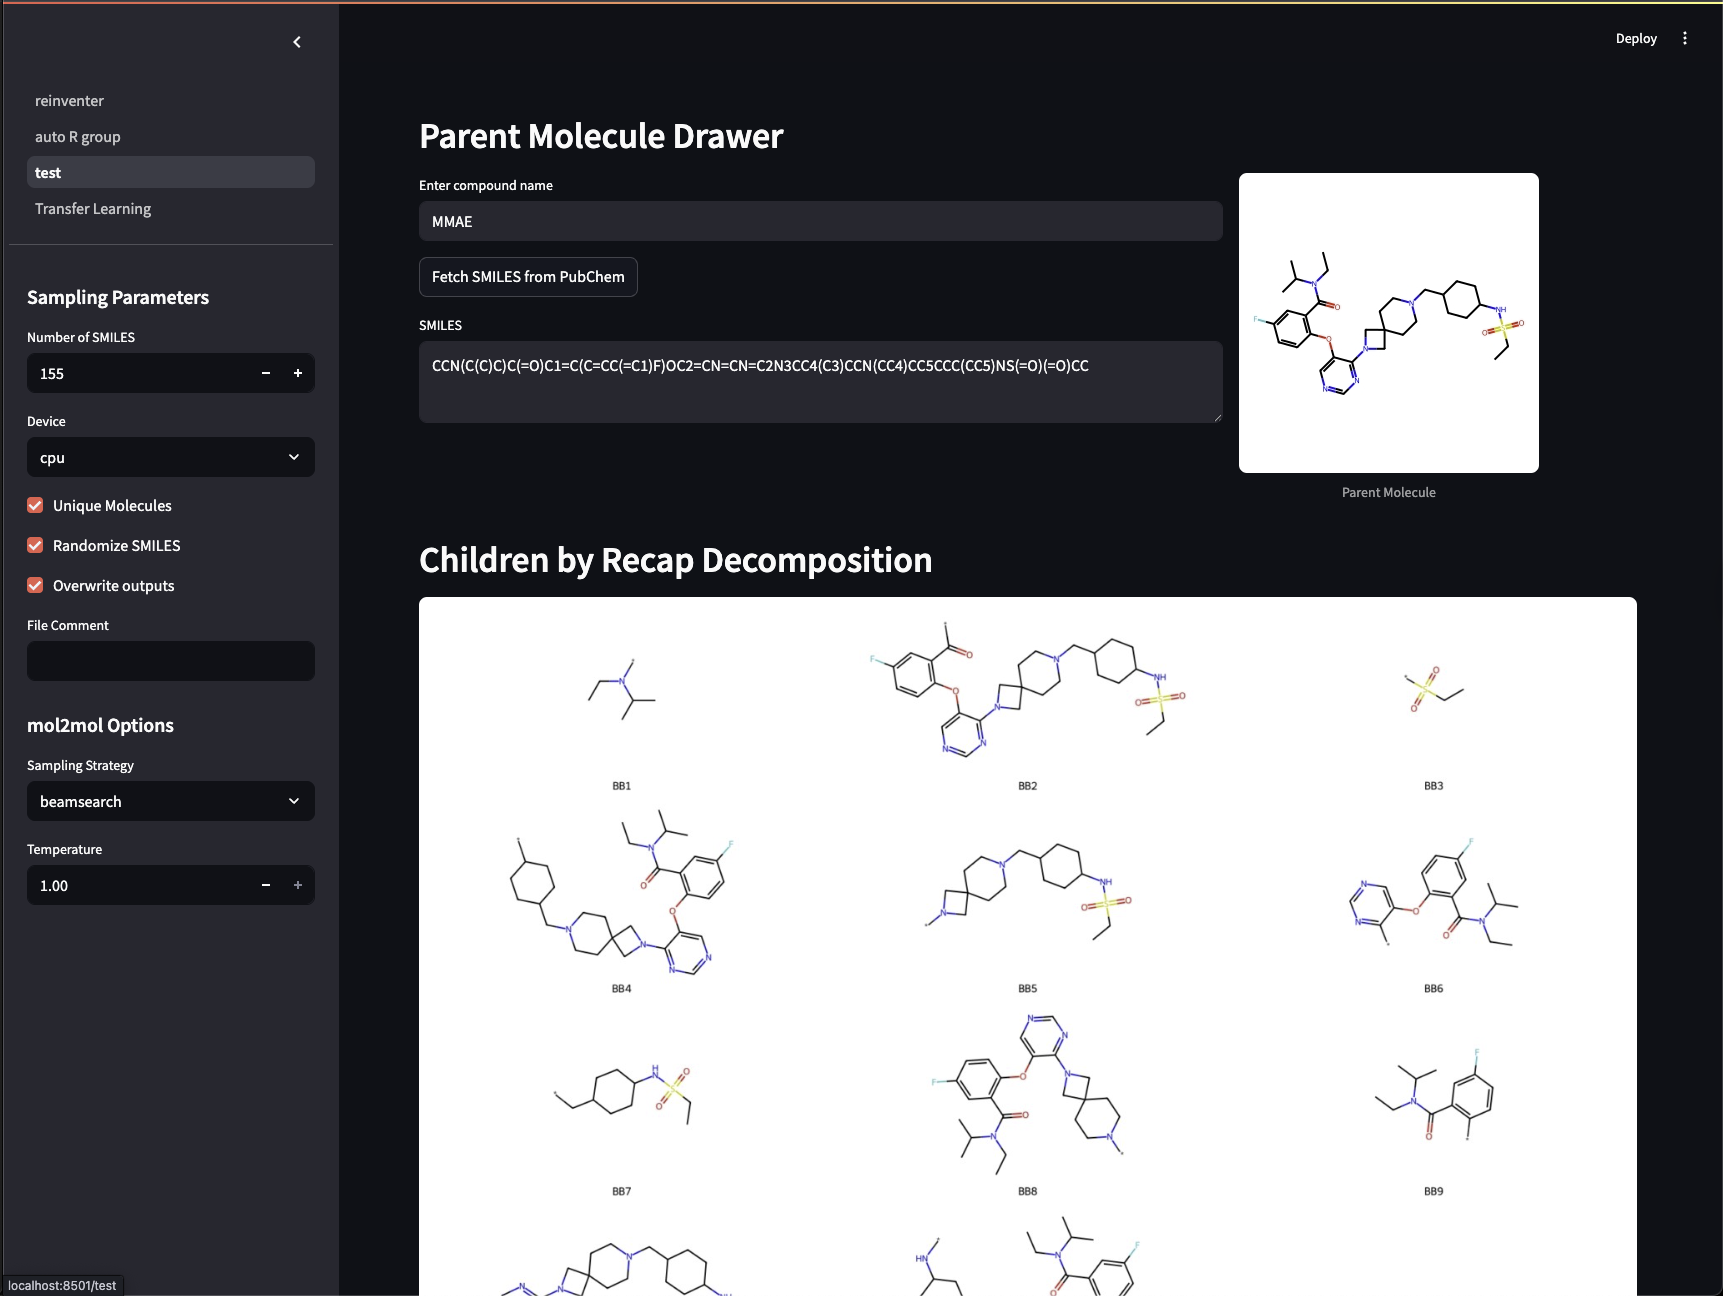 Deploy
reinventer
auto R group
test
Transfer Learning
Sampling Parameters
Number of SMILES
155
Device
cpu
Unique Molecules
Randomize SMILES
Overwrite outputs
File Comment
mol2mol Options
Sampling Strategy
beamsearch
Temperature
1.00
localhost:8501/test
Parent Molecule Drawer
Enter compound name
MMAE
Fetch SMILES from PubChem
SMILES
CCN(C(C)C)C(=O)C1=C(C=CC(=C1)F)OC2=CN=CN=C2N3CC4(C3)CCN(CC4)CC5CCC(CC5)NS(=O)(=O)CC
Parent Molecule
Children by Recap Decomposition
BB1
BB2
BB3
BB4
BB5
BB6
BB7
BB8
BB9